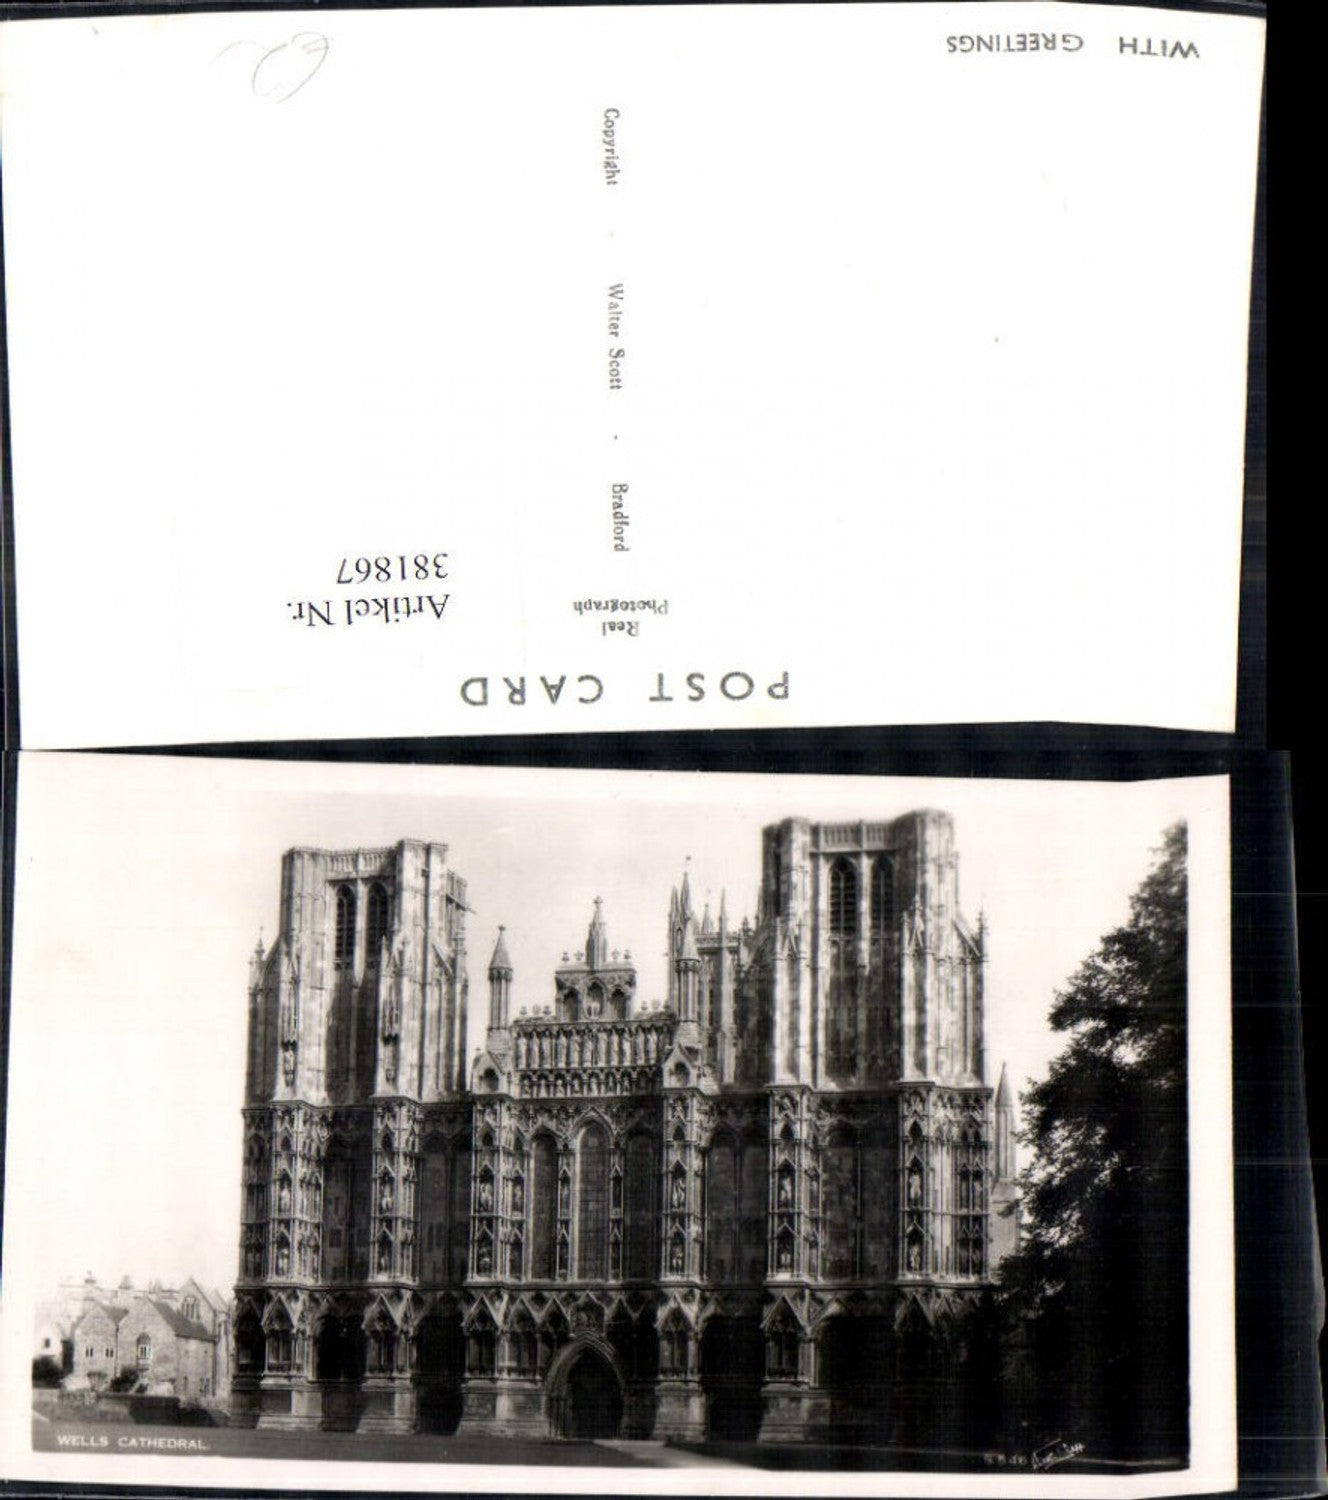 POST CARD
Real
Photograph
Artikel Nr.
381867
Copyright · Walter Scott · Bradford
WITH GREETINGS
WELLS CATHEDRAL